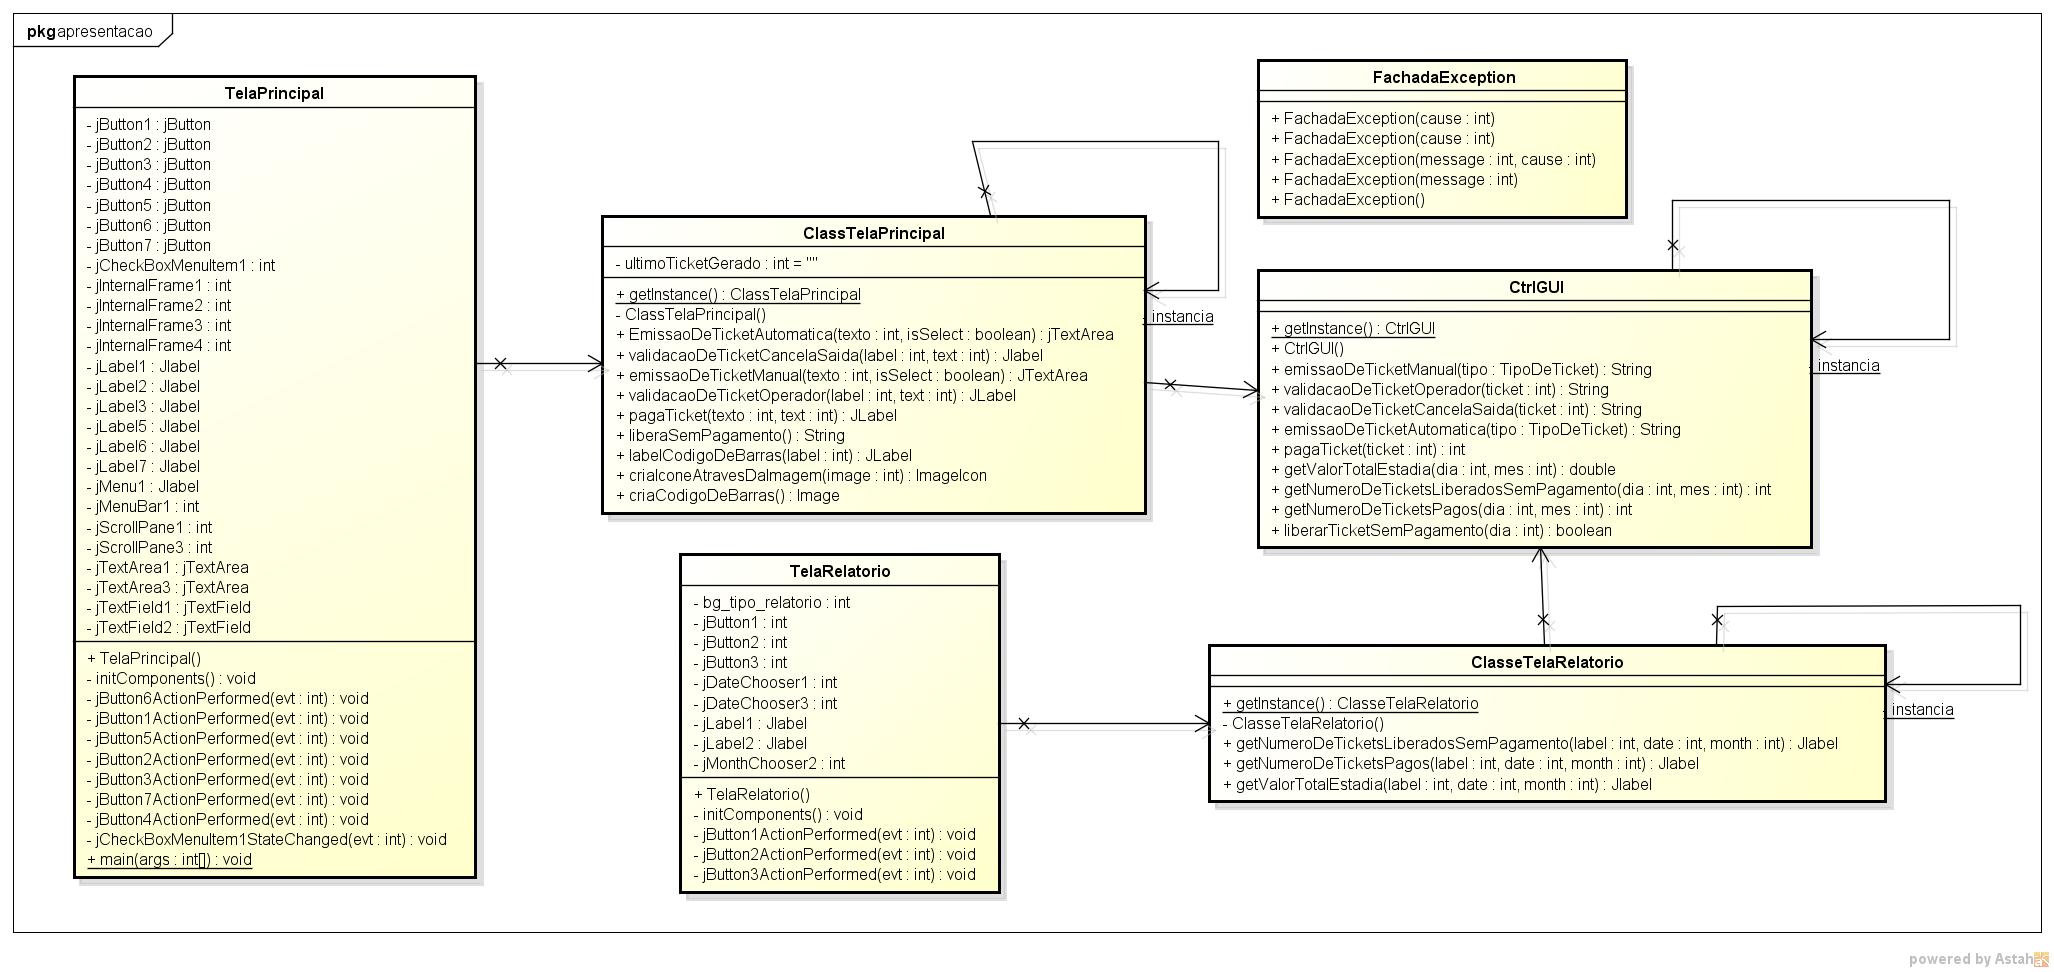 pkg apresentacao
TelaPrincipal
- jButton1 : jButton
- jButton2 : jButton
- jButton3 : jButton
- jButton4 : jButton
- jButton5 : jButton
- jButton6 : jButton
- jButton7 : jButton
- jCheckBoxMenuItem1 : int
- jInternalFrame1 : int
- jInternalFrame2 : int
- jInternalFrame3 : int
- jInternalFrame4 : int
- jLabel1 : Jlabel
- jLabel2 : Jlabel
- jLabel3 : Jlabel
- jLabel5 : Jlabel
- jLabel6 : Jlabel
- jLabel7 : Jlabel
- jMenu1 : Jlabel
- jMenuBar1 : int
- jScrollPane1 : int
- jScrollPane3 : int
- jTextArea1 : jTextArea
- jTextArea3 : jTextArea
- jTextField1 : jTextField
- jTextField2 : jTextField
+ TelaPrincipal()
- initComponents() : void
- jButton6ActionPerformed(evt : int) : void
- jButton1ActionPerformed(evt : int) : void
- jButton5ActionPerformed(evt : int) : void
- jButton2ActionPerformed(evt : int) : void
- jButton3ActionPerformed(evt : int) : void
- jButton7ActionPerformed(evt : int) : void
- jButton4ActionPerformed(evt : int) : void
- jCheckBoxMenuItem1StateChanged(evt : int) : void
+ main(args : int[]) : void
ClassTelaPrincipal
- ultimoTicketGerado : int = ""
+ getInstance() : ClassTelaPrincipal
- ClassTelaPrincipal()
+ EmissaoDeTicketAutomatica(texto : int, isSelect : boolean) : jTextArea
+ validacaoDeTicketCancelaSaida(label : int, text : int) : Jlabel
+ emissaoDeTicketManual(texto : int, isSelect : boolean) : JTextArea
+ validacaoDeTicketOperador(label : int, text : int) : JLabel
+ pagaTicket(texto : int, text : int) : JLabel
+ liberaSemPagamento() : String
+ labelCodigoDeBarras(label : int) : JLabel
+ criaIconeAtravesDaImagem(image : int) : ImageIcon
+ criaCodigoDeBarras() : Image
- instancia
TelaRelatorio
- bg_tipo_relatorio : int
- jButton1 : int
- jButton2 : int
- jButton3 : int
- jDateChooser1 : int
- jDateChooser3 : int
- jLabel1 : Jlabel
- jLabel2 : Jlabel
- jMonthChooser2 : int
+ TelaRelatorio()
- initComponents() : void
- jButton1ActionPerformed(evt : int) : void
- jButton2ActionPerformed(evt : int) : void
- jButton3ActionPerformed(evt : int) : void
FachadaException
+ FachadaException(cause : int)
+ FachadaException(cause : int)
+ FachadaException(message : int, cause : int)
+ FachadaException(message : int)
+ FachadaException()
CtrlGUI
+ getInstance() : CtrlGUI
+ CtrlGUI()
+ emissaoDeTicketManual(tipo : TipoDeTicket) : String
+ validacaoDeTicketOperador(ticket : int) : String
+ validacaoDeTicketCancelaSaida(ticket : int) : String
+ emissaoDeTicketAutomatica(tipo : TipoDeTicket) : String
+ pagaTicket(ticket : int) : int
+ getValorTotalEstadia(dia : int, mes : int) : double
+ getNumeroDeTicketsLiberadosSemPagamento(dia : int, mes : int) : int
+ getNumeroDeTicketsPagos(dia : int, mes : int) : int
+ liberarTicketSemPagamento(dia : int) : boolean
- instancia
ClasseTelaRelatorio
+ getInstance() : ClasseTelaRelatorio
- ClasseTelaRelatorio()
+ getNumeroDeTicketsLiberadosSemPagamento(label : int, date : int, month : int) : Jlabel
+ getNumeroDeTicketsPagos(label : int, date : int, month : int) : Jlabel
+ getValorTotalEstadia(label : int, date : int, month : int) : Jlabel
- instancia
powered by Astah